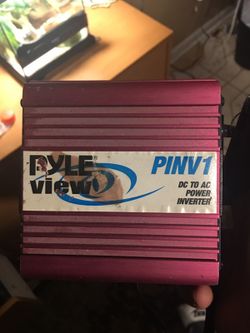 PYLE
view
PINV1
DC TO AC
POWER
INVERTER